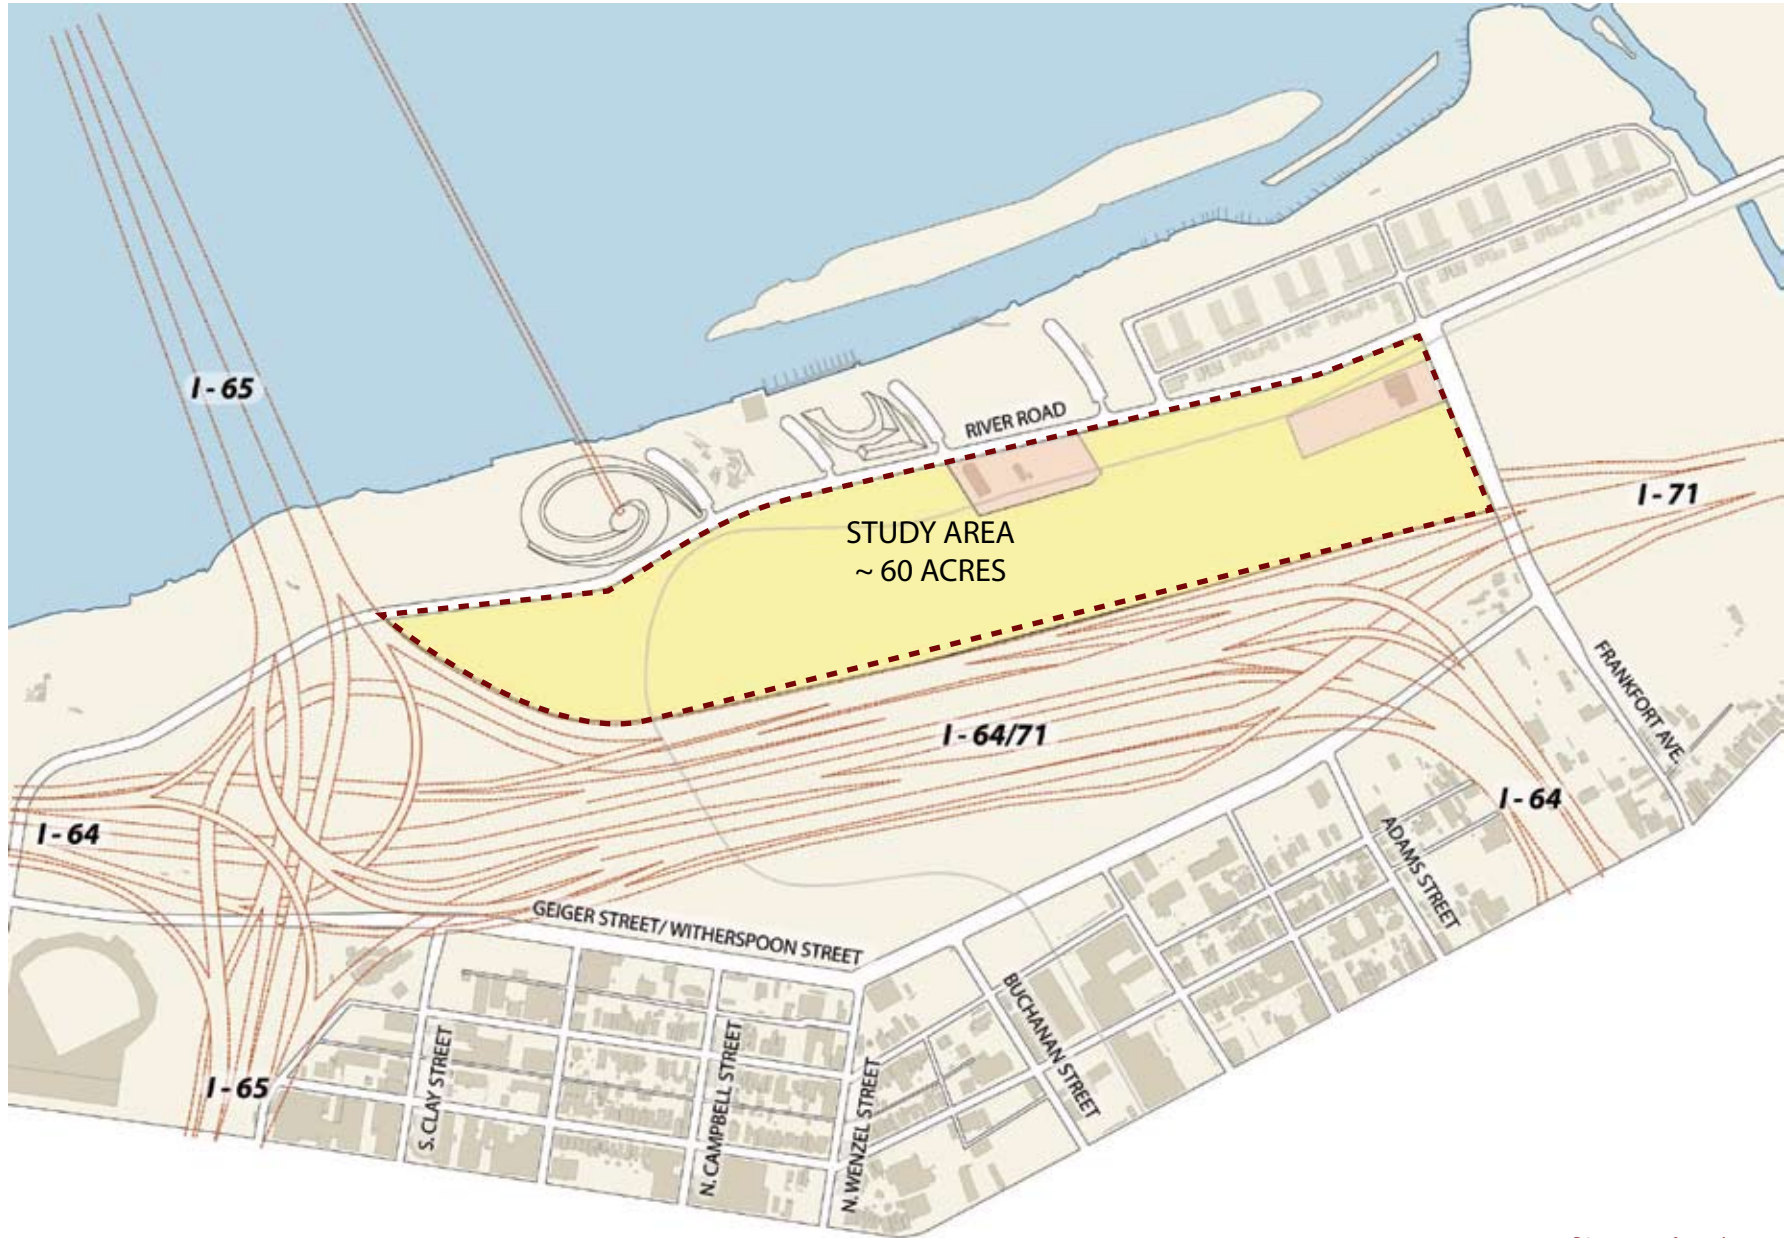 I - 65
RIVER ROAD
I - 71
STUDY AREA
~ 60 ACRES
FRANKFORT AVE.
I - 64/71
I - 64
I - 64
ADAMS STREET
GEIGER STREET/ WITHERSPOON STREET
BUCHANAN STREET
I - 65
S. CLAY STREET
N. CAMPBELL STREET
N. WENZEL STREET